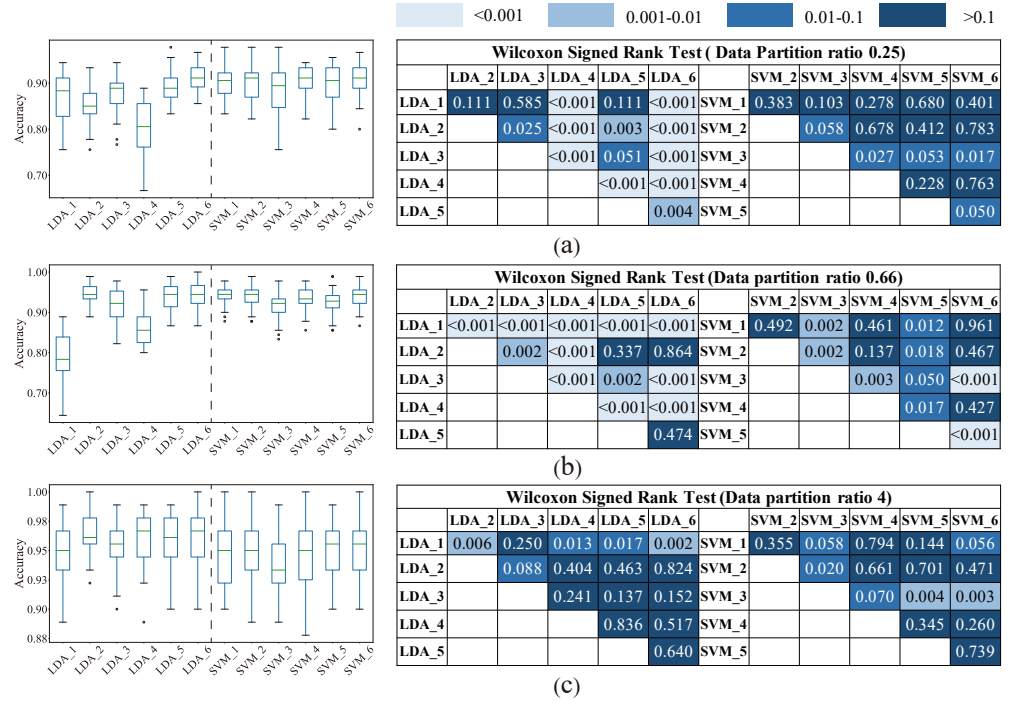 <0.001 0.001-0.01 0.01-0.1 >0.1
Accuracy
0.90
0.80
0.70
LDA_1 LDA_2 LDA_3 LDA_4 LDA_5 LDA_6 SVM_1 SVM_2 SVM_3 SVM_4 SVM_5 SVM_6
Wilcoxon Signed Rank Test ( Data Partition ratio 0.25)
LDA_2 LDA_3 LDA_4 LDA_5 LDA_6 SVM_2 SVM_3 SVM_4 SVM_5 SVM_6
LDA_1 0.111 0.585 <0.001 0.111 <0.001 SVM_1 0.383 0.103 0.278 0.680 0.401
LDA_2 0.025 <0.001 0.003 <0.001 SVM_2 0.058 0.678 0.412 0.783
LDA_3 <0.001 0.051 <0.001 SVM_3 0.027 0.053 0.017
LDA_4 <0.001 <0.001 SVM_4 0.228 0.763
LDA_5 0.004 SVM_5 0.050
(a)
Accuracy
1.00
0.90
0.80
0.70
LDA_1 LDA_2 LDA_3 LDA_4 LDA_5 LDA_6 SVM_1 SVM_2 SVM_3 SVM_4 SVM_5 SVM_6
Wilcoxon Signed Rank Test (Data partition ratio 0.66)
LDA_2 LDA_3 LDA_4 LDA_5 LDA_6 SVM_2 SVM_3 SVM_4 SVM_5 SVM_6
LDA_1 <0.001 <0.001 <0.001 <0.001 <0.001 SVM_1 0.492 0.002 0.461 0.012 0.961
LDA_2 0.002 <0.001 0.337 0.864 SVM_2 0.002 0.137 0.018 0.467
LDA_3 <0.001 0.002 <0.001 SVM_3 0.003 0.050 <0.001
LDA_4 <0.001 <0.001 SVM_4 0.017 0.427
LDA_5 0.474 SVM_5 <0.001
(b)
Accuracy
1.00
0.98
0.95
0.93
0.90
0.88
LDA_1 LDA_2 LDA_3 LDA_4 LDA_5 LDA_6 SVM_1 SVM_2 SVM_3 SVM_4 SVM_5 SVM_6
Wilcoxon Signed Rank Test (Data partition ratio 4)
LDA_2 LDA_3 LDA_4 LDA_5 LDA_6 SVM_2 SVM_3 SVM_4 SVM_5 SVM_6
LDA_1 0.006 0.250 0.013 0.017 0.002 SVM_1 0.355 0.058 0.794 0.144 0.056
LDA_2 0.088 0.404 0.463 0.824 SVM_2 0.020 0.661 0.701 0.471
LDA_3 0.241 0.137 0.152 SVM_3 0.070 0.004 0.003
LDA_4 0.836 0.517 SVM_4 0.345 0.260
LDA_5 0.640 SVM_5 0.739
(c)